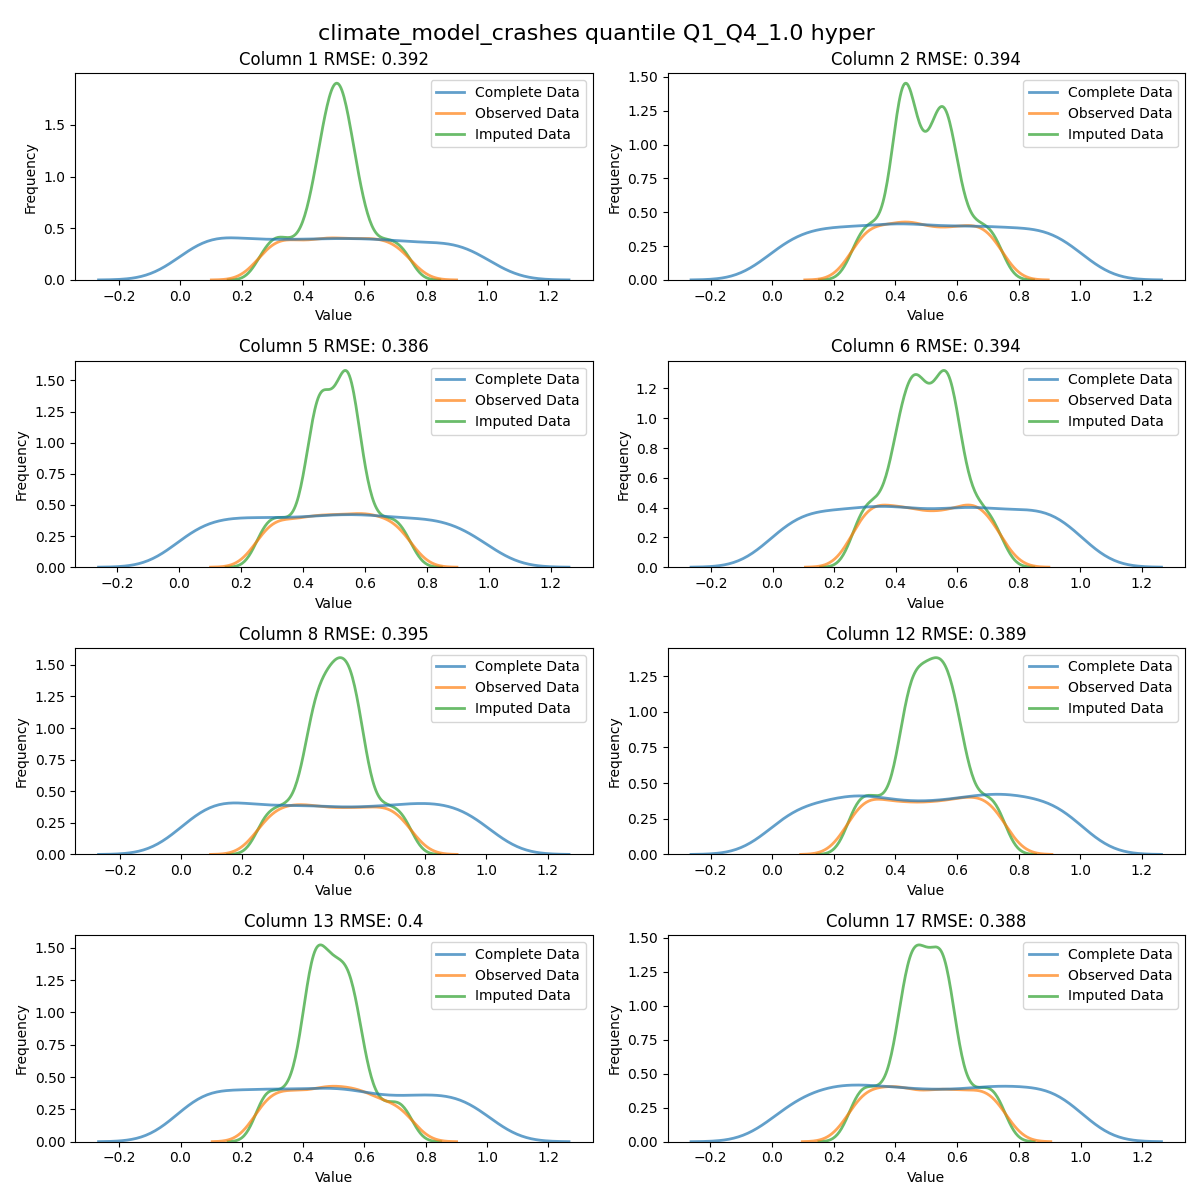 climate_model_crashes quantile Q1_Q4_1.0 hyper
Column 1 RMSE: 0.392
Frequency
1.5
1.0
0.5
0.0
Complete Data
Observed Data
Imputed Data
−0.2 0.0 0.2 0.4 0.6 0.8 1.0 1.2
Value
Column 2 RMSE: 0.394
Frequency
1.50
1.25
1.00
0.75
0.50
0.25
0.00
Complete Data
Observed Data
Imputed Data
−0.2 0.0 0.2 0.4 0.6 0.8 1.0 1.2
Value
Column 5 RMSE: 0.386
Frequency
1.50
1.25
1.00
0.75
0.50
0.25
0.00
Complete Data
Observed Data
Imputed Data
−0.2 0.0 0.2 0.4 0.6 0.8 1.0 1.2
Value
Column 6 RMSE: 0.394
Frequency
1.2
1.0
0.8
0.6
0.4
0.2
0.0
Complete Data
Observed Data
Imputed Data
−0.2 0.0 0.2 0.4 0.6 0.8 1.0 1.2
Value
Column 8 RMSE: 0.395
Frequency
1.50
1.25
1.00
0.75
0.50
0.25
0.00
Complete Data
Observed Data
Imputed Data
−0.2 0.0 0.2 0.4 0.6 0.8 1.0 1.2
Value
Column 12 RMSE: 0.389
Frequency
1.25
1.00
0.75
0.50
0.25
0.00
Complete Data
Observed Data
Imputed Data
−0.2 0.0 0.2 0.4 0.6 0.8 1.0 1.2
Value
Column 13 RMSE: 0.4
Frequency
1.50
1.25
1.00
0.75
0.50
0.25
0.00
Complete Data
Observed Data
Imputed Data
−0.2 0.0 0.2 0.4 0.6 0.8 1.0 1.2
Value
Column 17 RMSE: 0.388
Frequency
1.50
1.25
1.00
0.75
0.50
0.25
0.00
Complete Data
Observed Data
Imputed Data
−0.2 0.0 0.2 0.4 0.6 0.8 1.0 1.2
Value